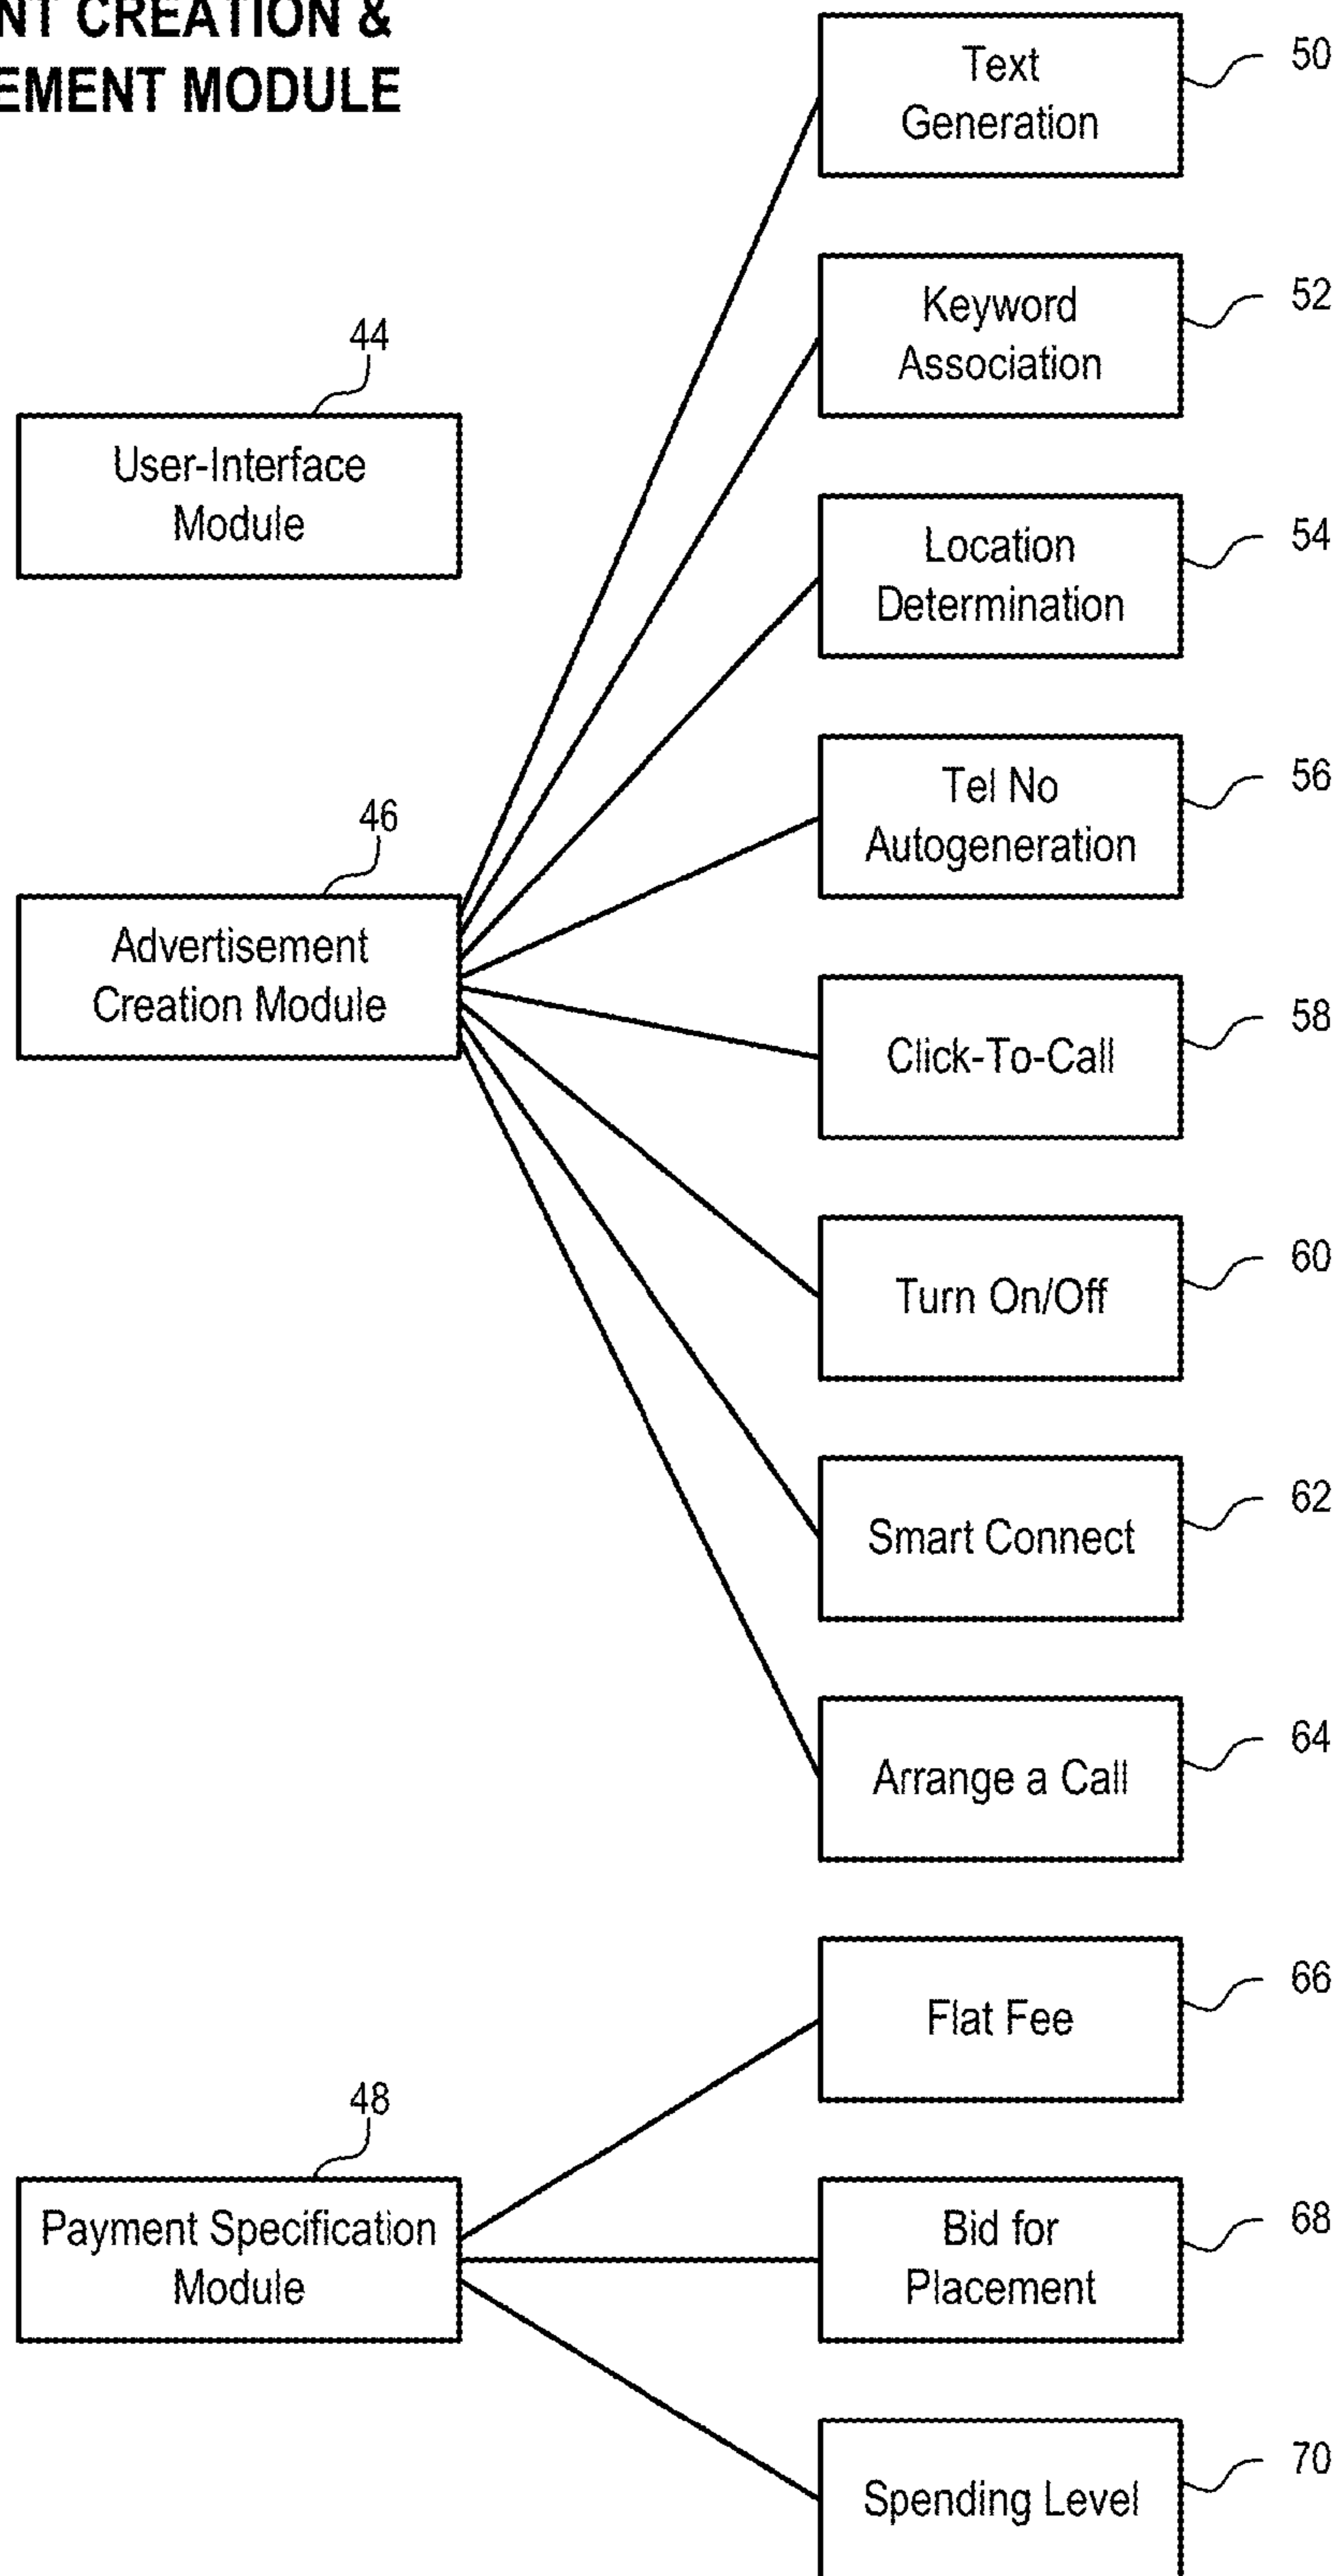 NT CREATION &
EMENT MODULE
44
User-Interface
Module
46
Advertisement
Creation Module
48
Payment Specification
Module
Text
Generation
50
Keyword
Association
52
Location
Determination
54
Tel No
Autogeneration
56
Click-To-Call
58
Turn On/Off
60
Smart Connect
62
Arrange a Call
64
Flat Fee
66
Bid for
Placement
68
Spending Level
70